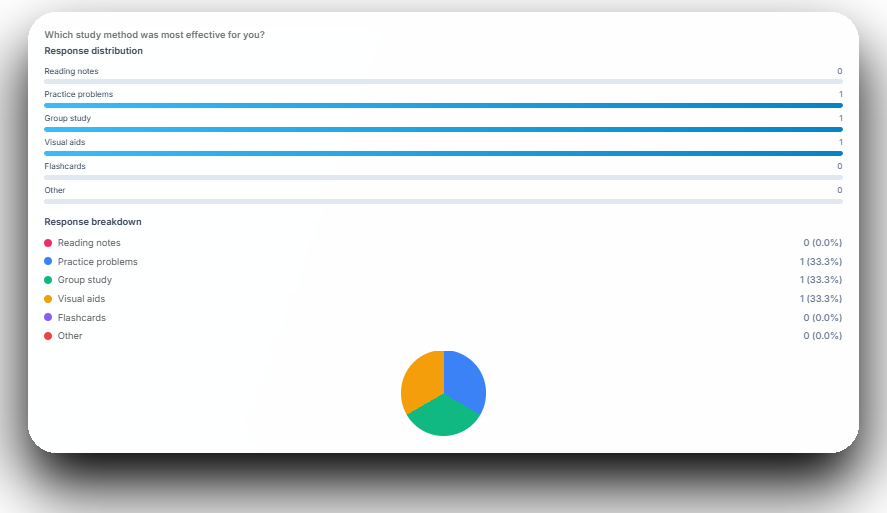 Which study method was most effective for you?
Response distribution
Reading notes 0
Practice problems 1
Group study 1
Visual aids 1
Flashcards 0
Other 0
Response breakdown
Reading notes 0 (0.0%)
Practice problems 1 (33.3%)
Group study 1 (33.3%)
Visual aids 1 (33.3%)
Flashcards 0 (0.0%)
Other 0 (0.0%)